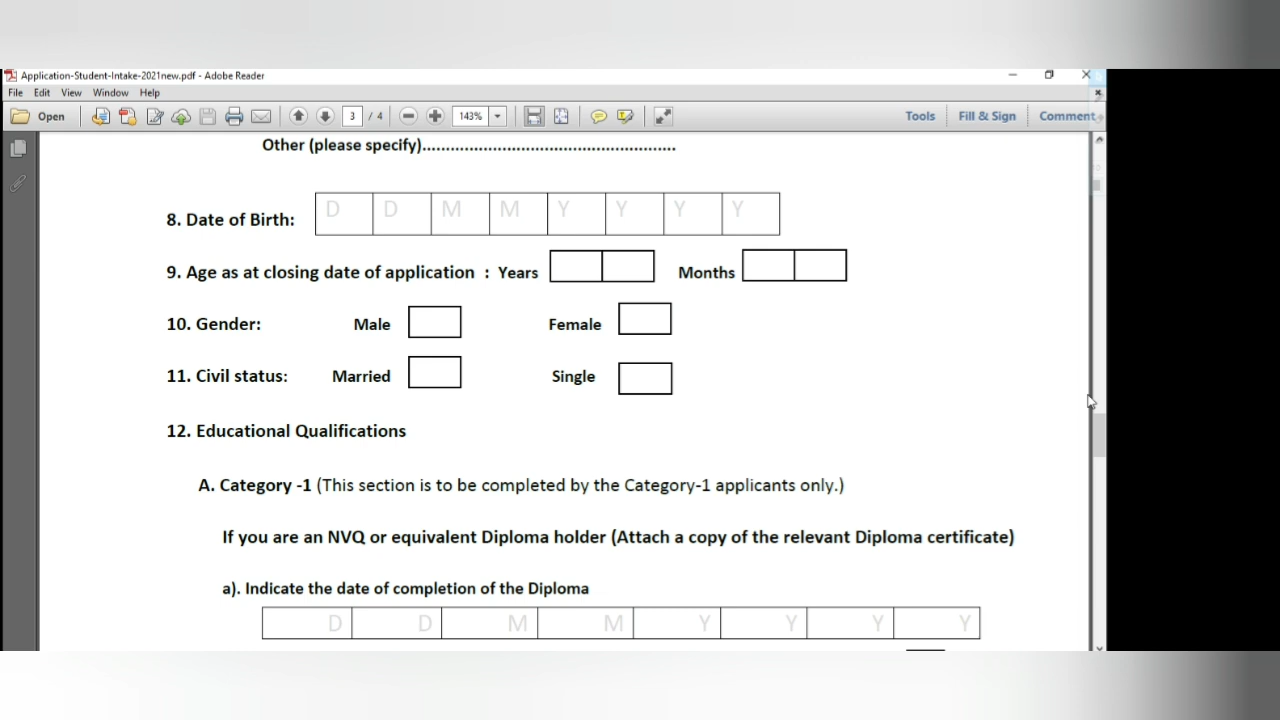 Application-Student-Intake-2021new.pdf - Adobe Reader
File Edit View Window Help
Open 3 / 4 143% Tools Fill & Sign Comment
Other (please specify)......................................................
8. Date of Birth: D D M M Y Y Y Y
9. Age as at closing date of application : Years Months
10. Gender: Male Female
11. Civil status: Married Single
12. Educational Qualifications
A. Category -1 (This section is to be completed by the Category-1 applicants only.)
If you are an NVQ or equivalent Diploma holder (Attach a copy of the relevant Diploma certificate)
a). Indicate the date of completion of the Diploma
D D M M Y Y Y Y